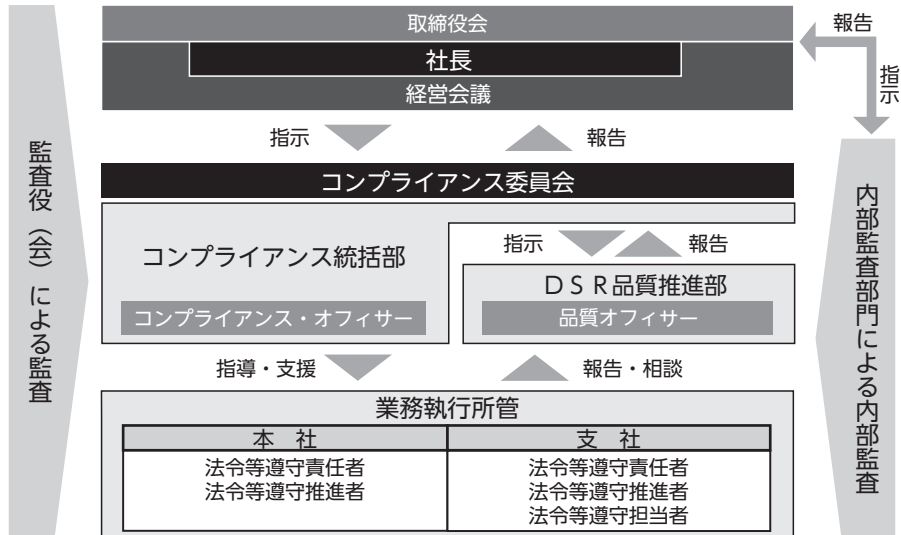 取締役会
社長
経営会議
報告
指示
指示
報告
コンプライアンス委員会
コンプライアンス統括部
コンプライアンス・オフィサー
指示
報告
DSR品質推進部
品質オフィサー
指導・支援
報告・相談
業務執行所管
本 社
支 社
法令等遵守責任者
法令等遵守推進者
法令等遵守責任者
法令等遵守推進者
法令等遵守担当者
監査役（会）による監査
内部監査部門による内部監査